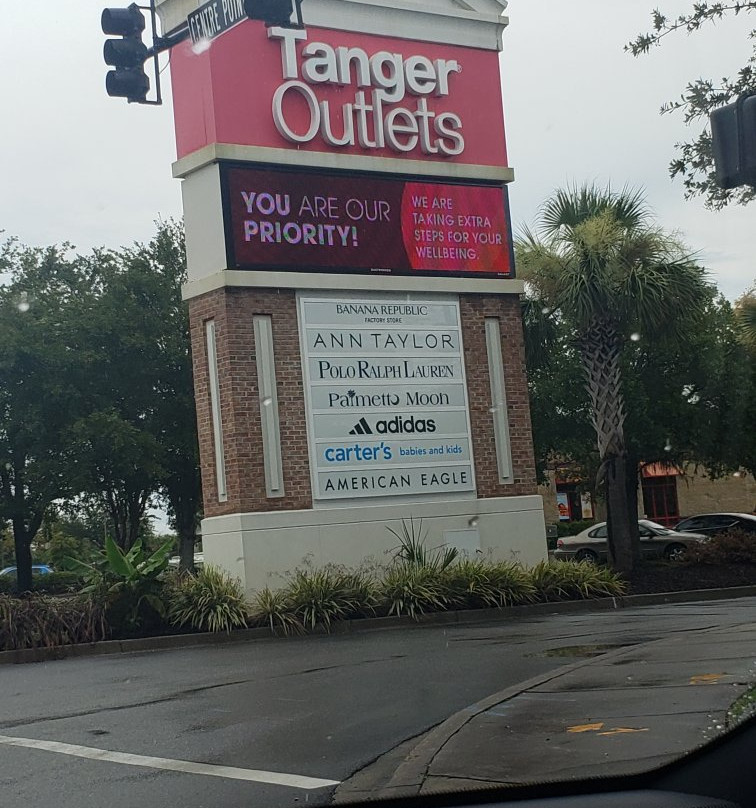 CENTRE POINT
Tanger
Outlets
YOU ARE OUR
PRIORITY!
WE ARE
TAKING EXTRA
STEPS FOR YOUR
WELLBEING.
BANANA REPUBLIC
FACTORY STORE
ANN TAYLOR
POLO RALPH LAUREN
Palmetto Moon
adidas
carter's babies and kids
AMERICAN EAGLE